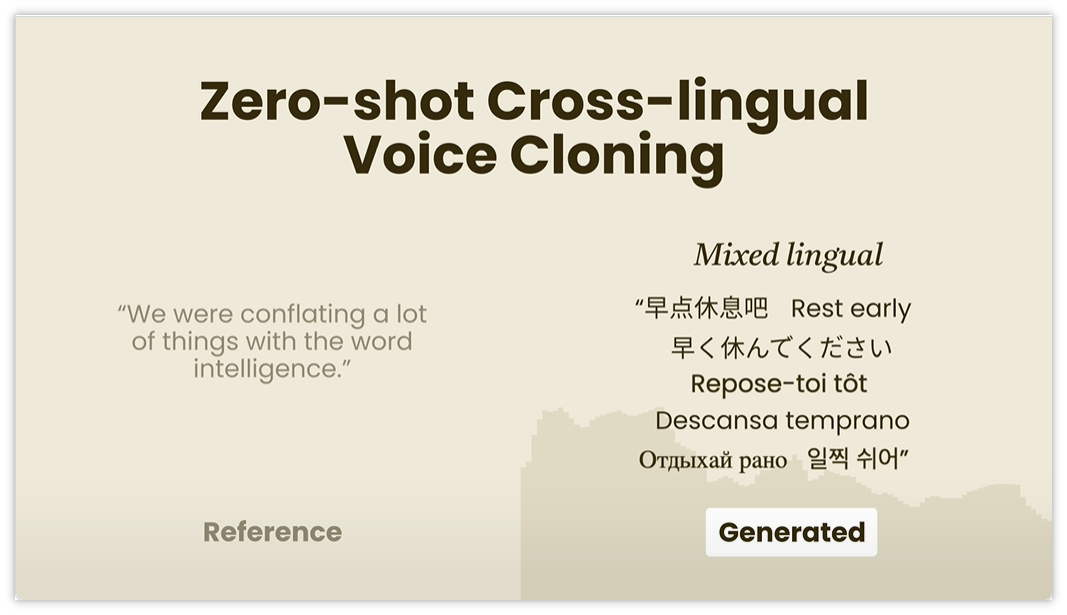 Zero-shot Cross-lingual
Voice Cloning
“We were conflating a lot
of things with the word
intelligence.”
Reference
Mixed lingual
“早点休息吧 Rest early
早く休んでください
Repose-toi tôt
Descansa temprano
Отдыхай рано 일찍 쉬어”
Generated